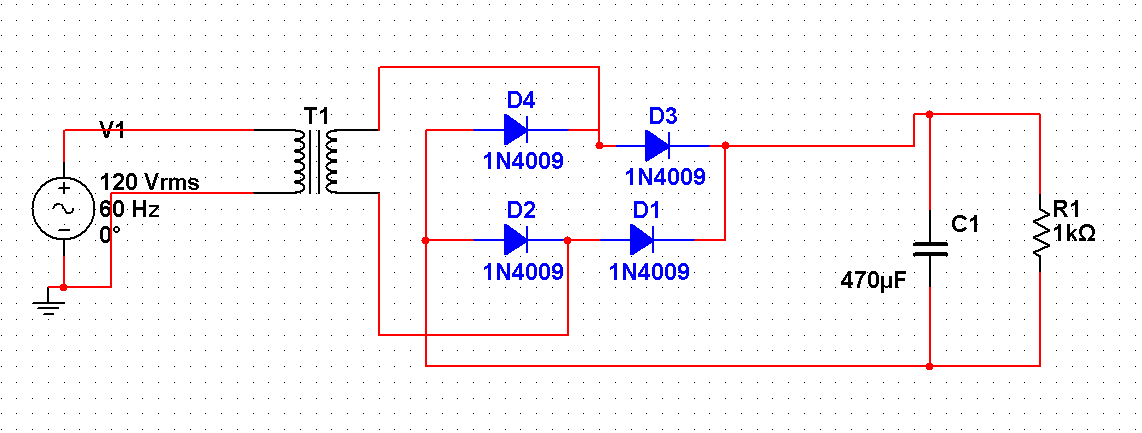 V1
120 Vrms
60 Hz
0°
T1
D4
1N4009
D3
1N4009
D2
1N4009
D1
1N4009
C1
470µF
R1
1kΩ